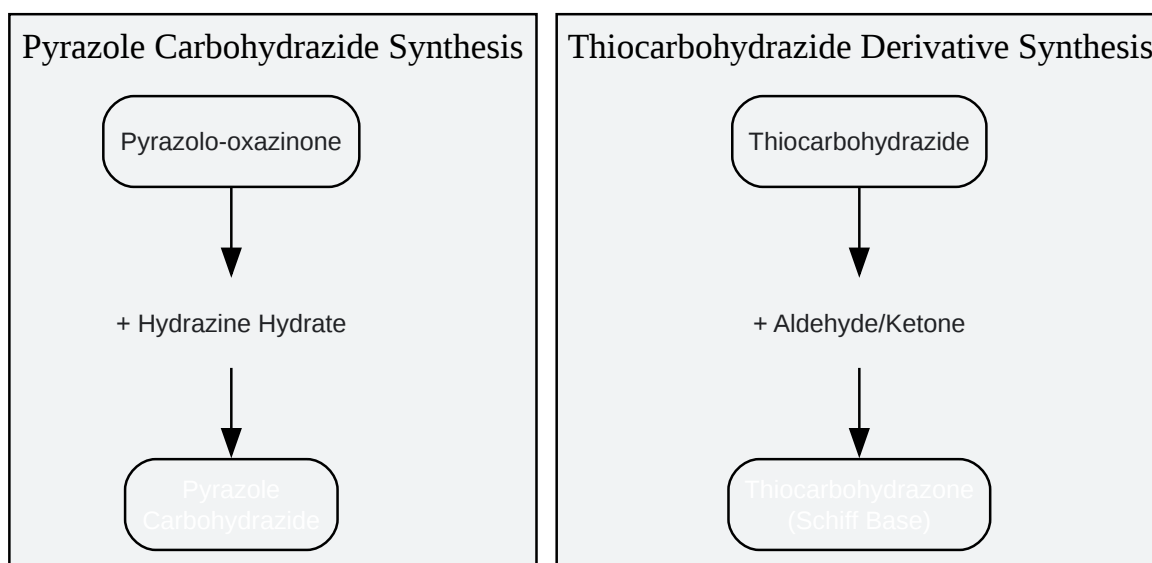 Pyrazole Carbohydrazide Synthesis
Pyrazolo-oxazinone
+ Hydrazine Hydrate
Pyrazole
Carbohydrazide
Thiocarbohydrazide Derivative Synthesis
Thiocarbohydrazide
+ Aldehyde/Ketone
Thiocarbohydrazone
(Schiff Base)